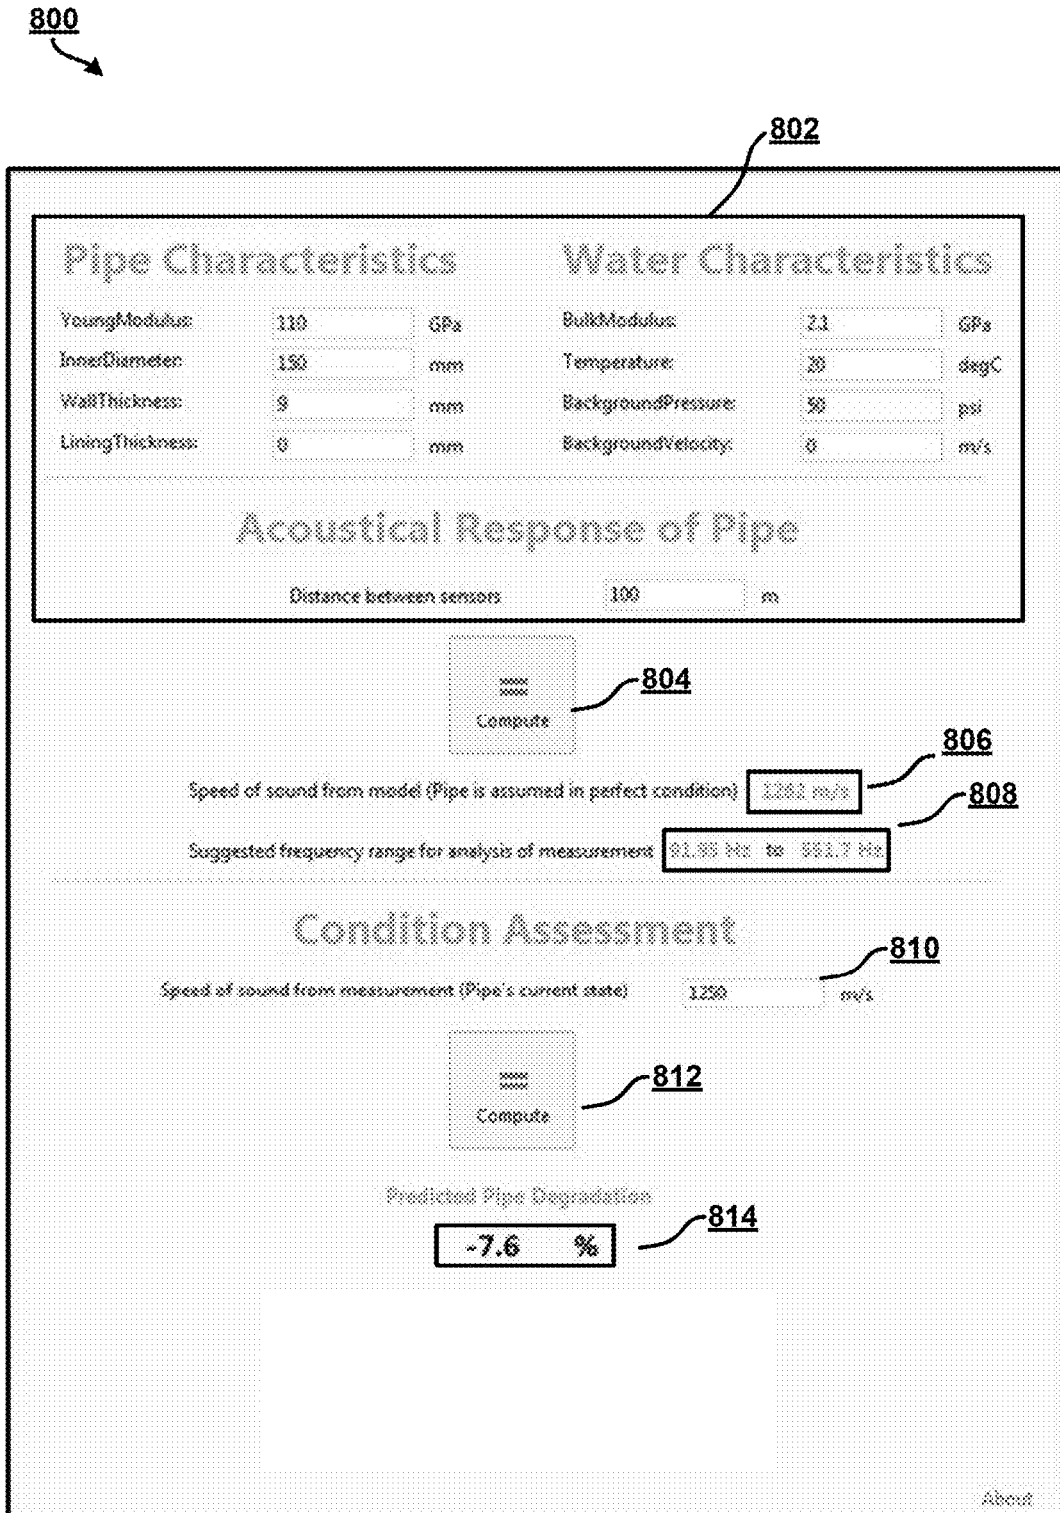 800
802
Pipe Characteristics Water Characteristics
YoungModulus: 110 GPa BulkModulus: 2.1 GPa
InnerDiameter: 150 mm Temperature: 20 degC
WallThickness: 9 mm BackgroundPressure: 50 psi
LiningThickness: 0 mm BackgroundVelocity: 0 m/s
Acoustical Response of Pipe
Distance between sensors 100 m
=
Compute
804
806
Speed of sound from model (Pipe is assumed in perfect condition) m/s
808
Suggested frequency range for analysis of measurement Hz to Hz
Condition Assessment
810
Speed of sound from measurement (Pipe's current state) 1250 m/s
=
Compute
812
Predicted Pipe Degradation
814
-7.6 %
About